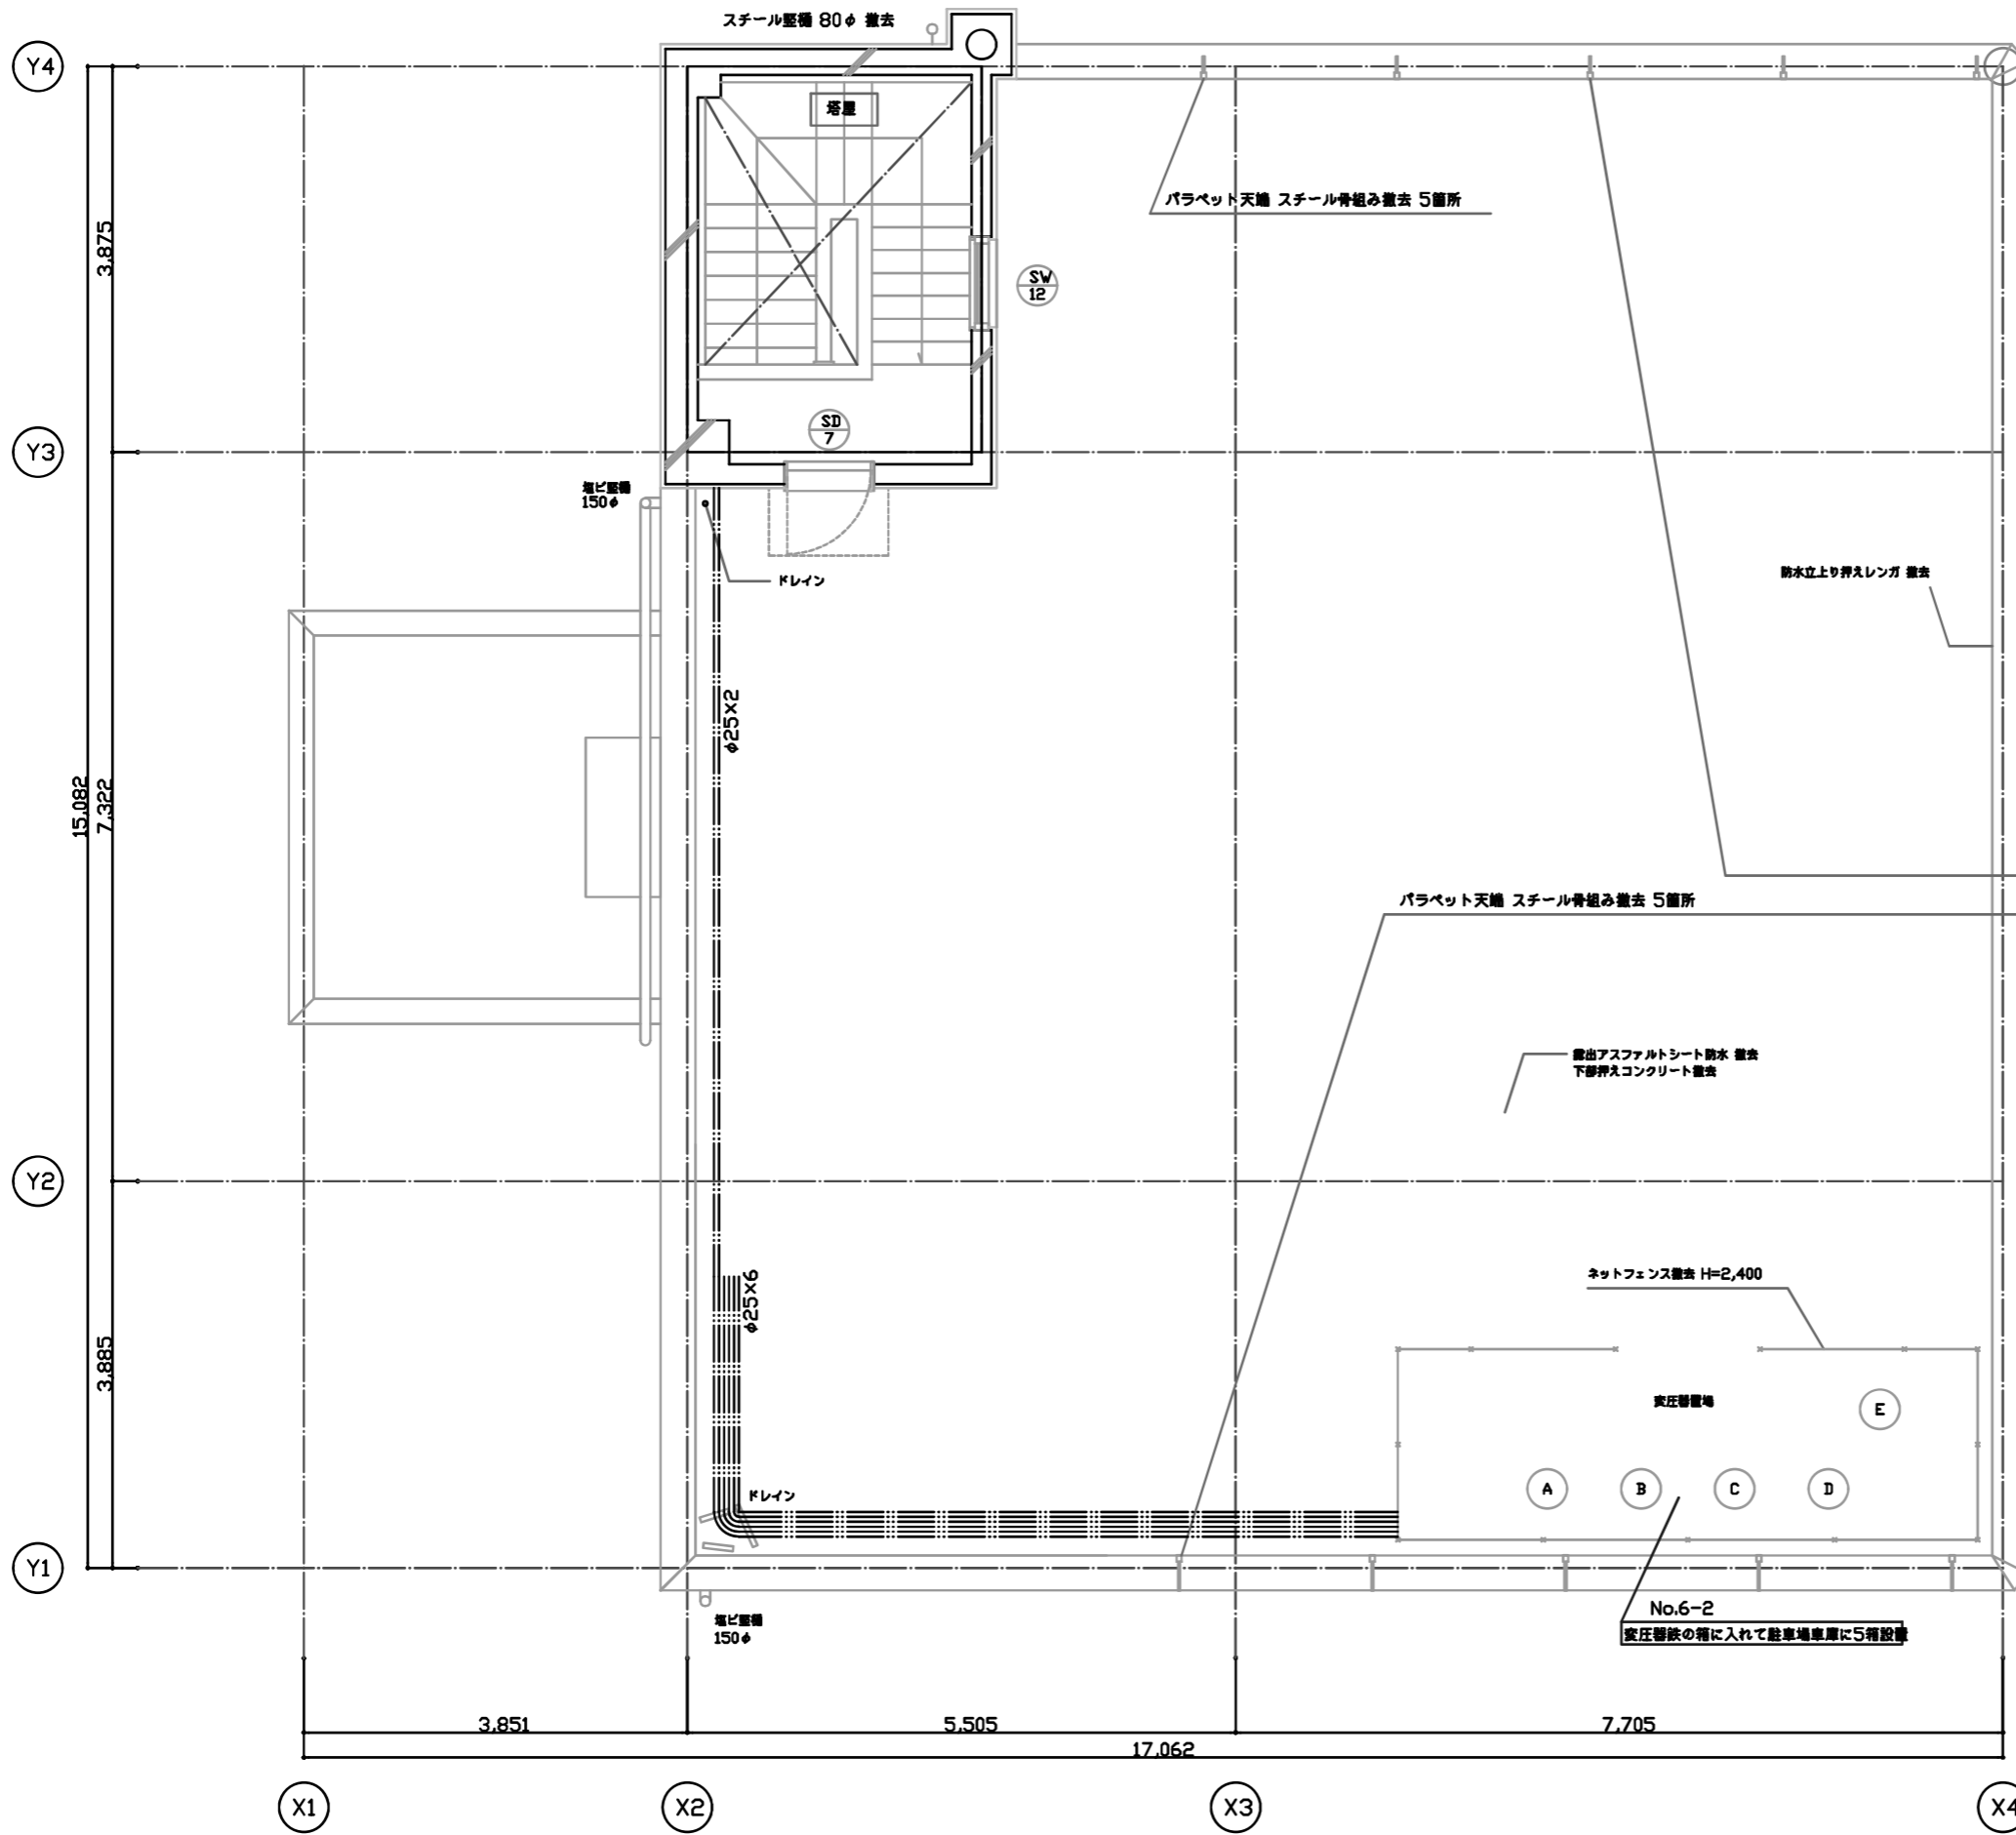 スチール竪樋 80φ 撤去
Y4
塔屋
3,875
パラペット天端 スチール骨組み撤去 5箇所
SW
12
SD
7
Y3
塩ビ竪樋
150φ
ドレイン
防水立上り押えレンガ 撤去
φ25×2
15,082
7,322
パラペット天端 スチール骨組み撤去 5箇所
露出アスファルトシート防水 撤去
下部押えコンクリート撤去
Y2
φ25×6
ネットフェンス撤去 H=2,400
3,885
変圧器置場
E
A
B
C
D
ドレイン
Y1
No.6-2
変圧器鉄の箱に入れて駐車場車庫に5箱設置
塩ビ竪樋
150φ
3,851
5,505
7,705
17,062
X1
X2
X3
X4